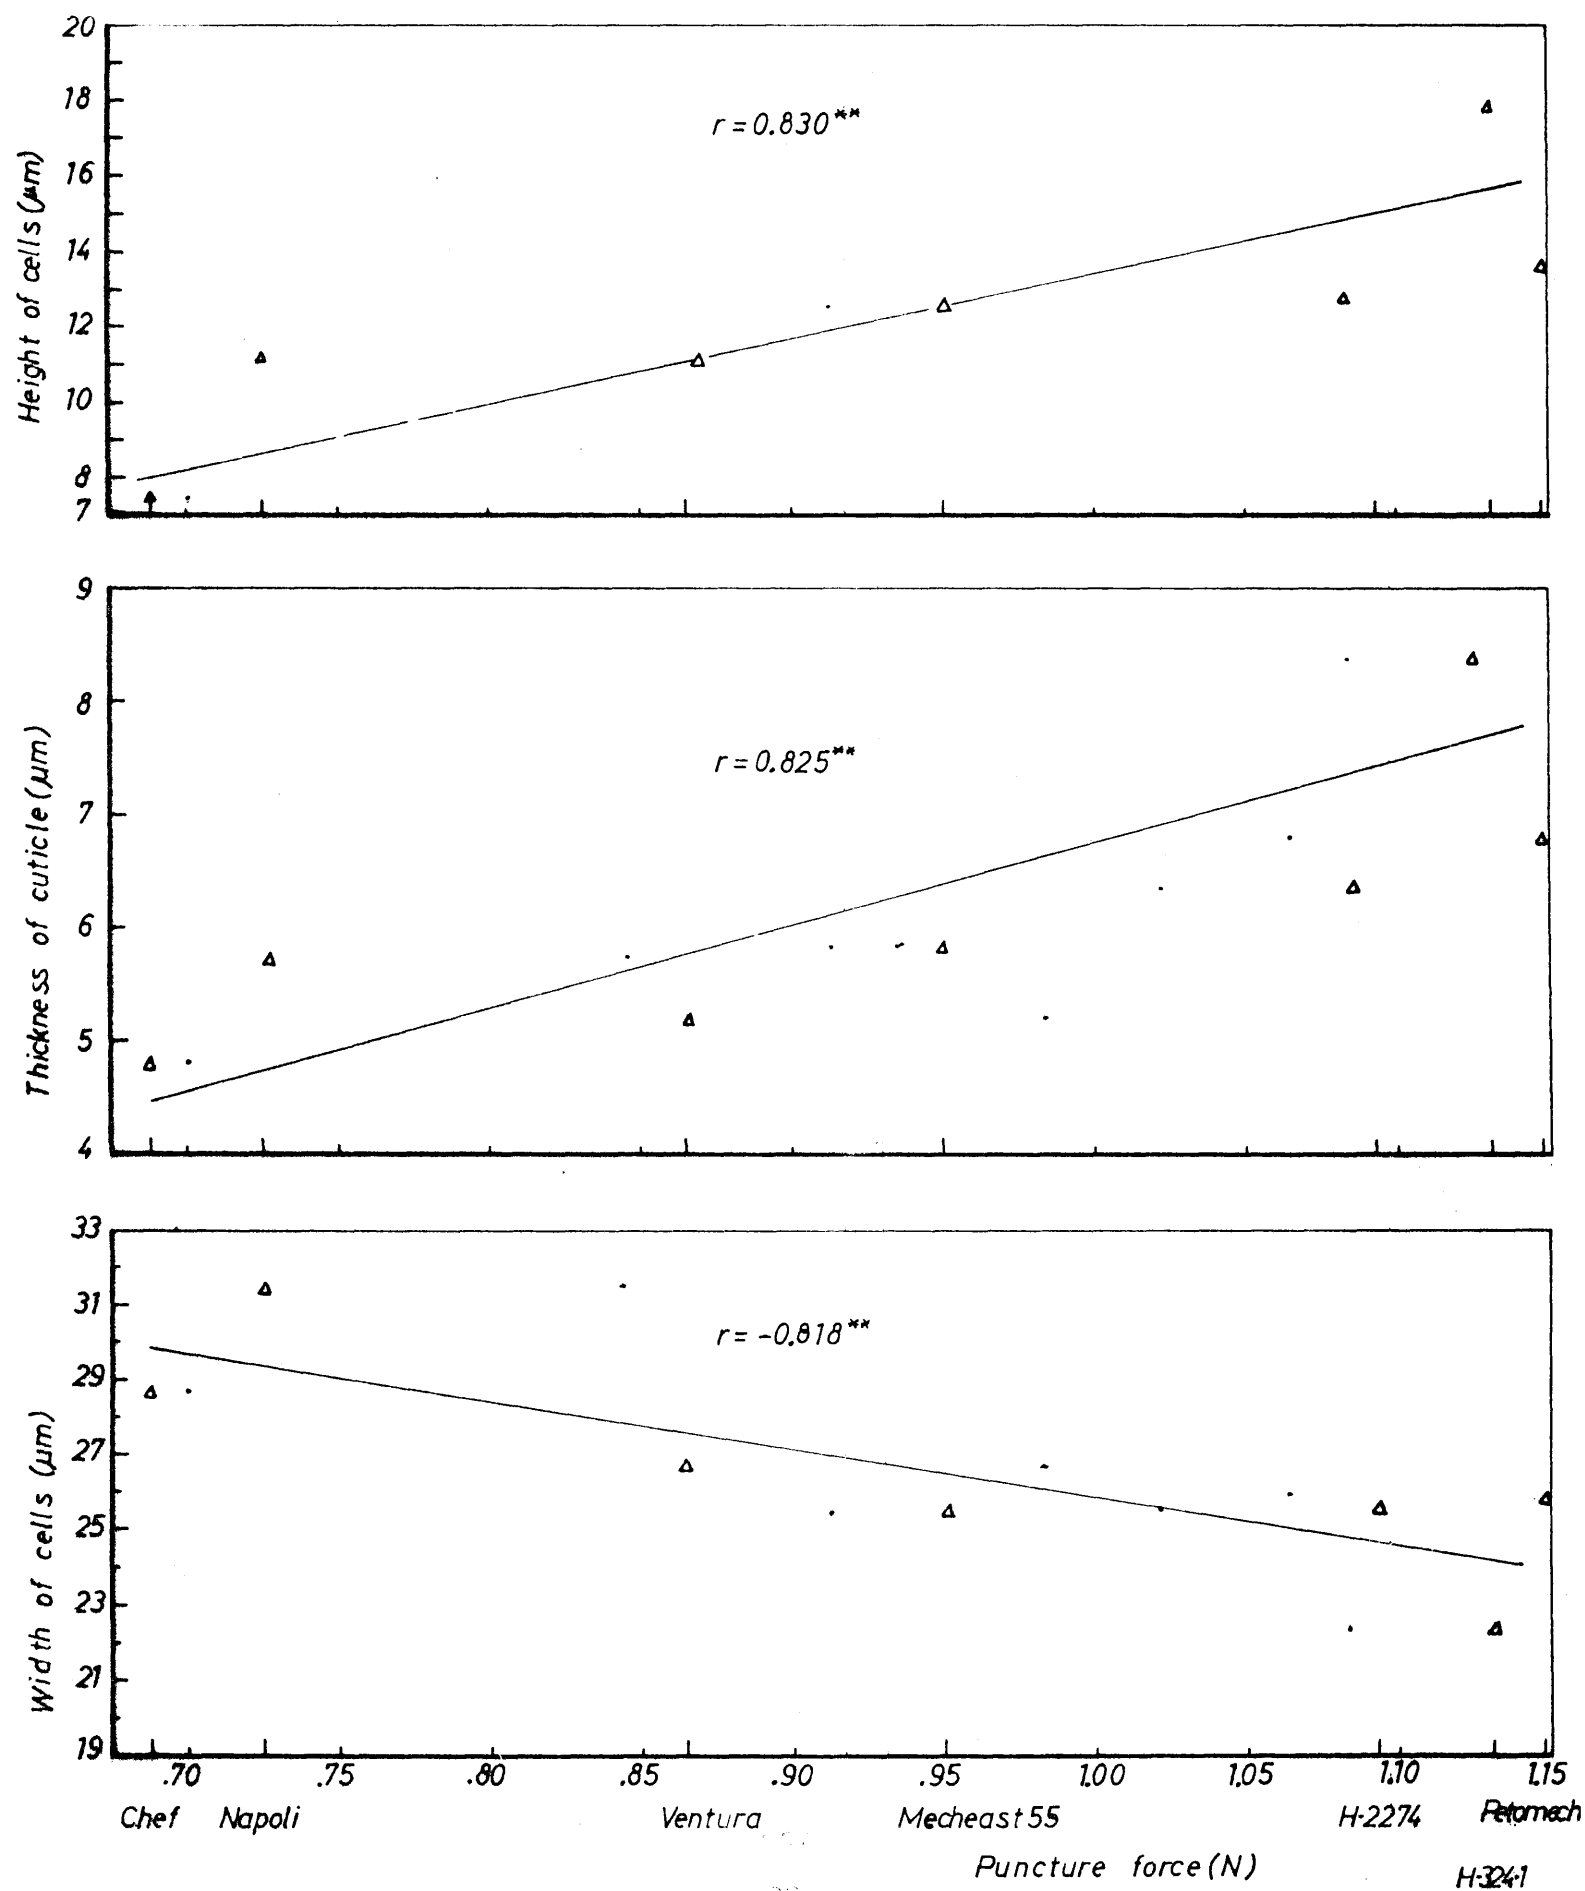 20
18
16
14
12
10
8
7
Height of cells (μm)
r = 0.830**
9
8
7
6
5
4
Thickness of cuticle (μm)
r = 0.825**
33
31
29
27
25
23
21
19
Width of cells (μm)
r = -0.818**
.70 .75 .80 .85 .90 .95 1.00 1.05 1.10 1.15
Chef Napoli Ventura Mecheast 55 H-2274 Petomech
Puncture force (N)
H-324-1